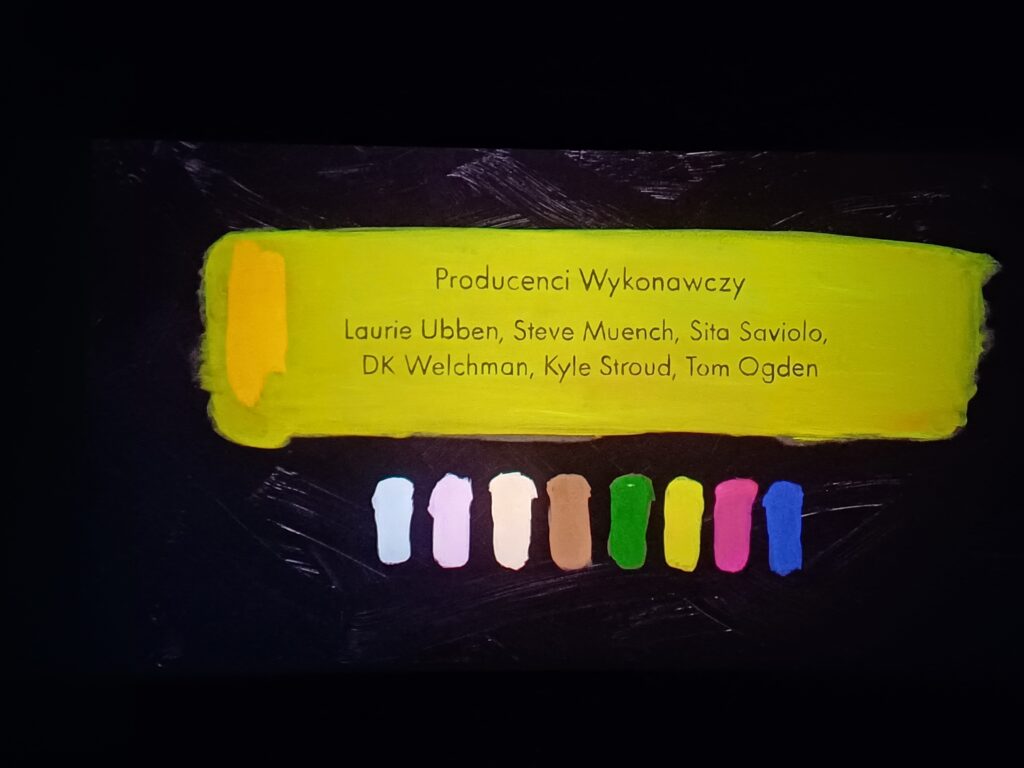 Producenci Wykonawczy
Laurie Ubben, Steve Muench, Sita Saviolo,
DK Welchman, Kyle Stroud, Tom Ogden